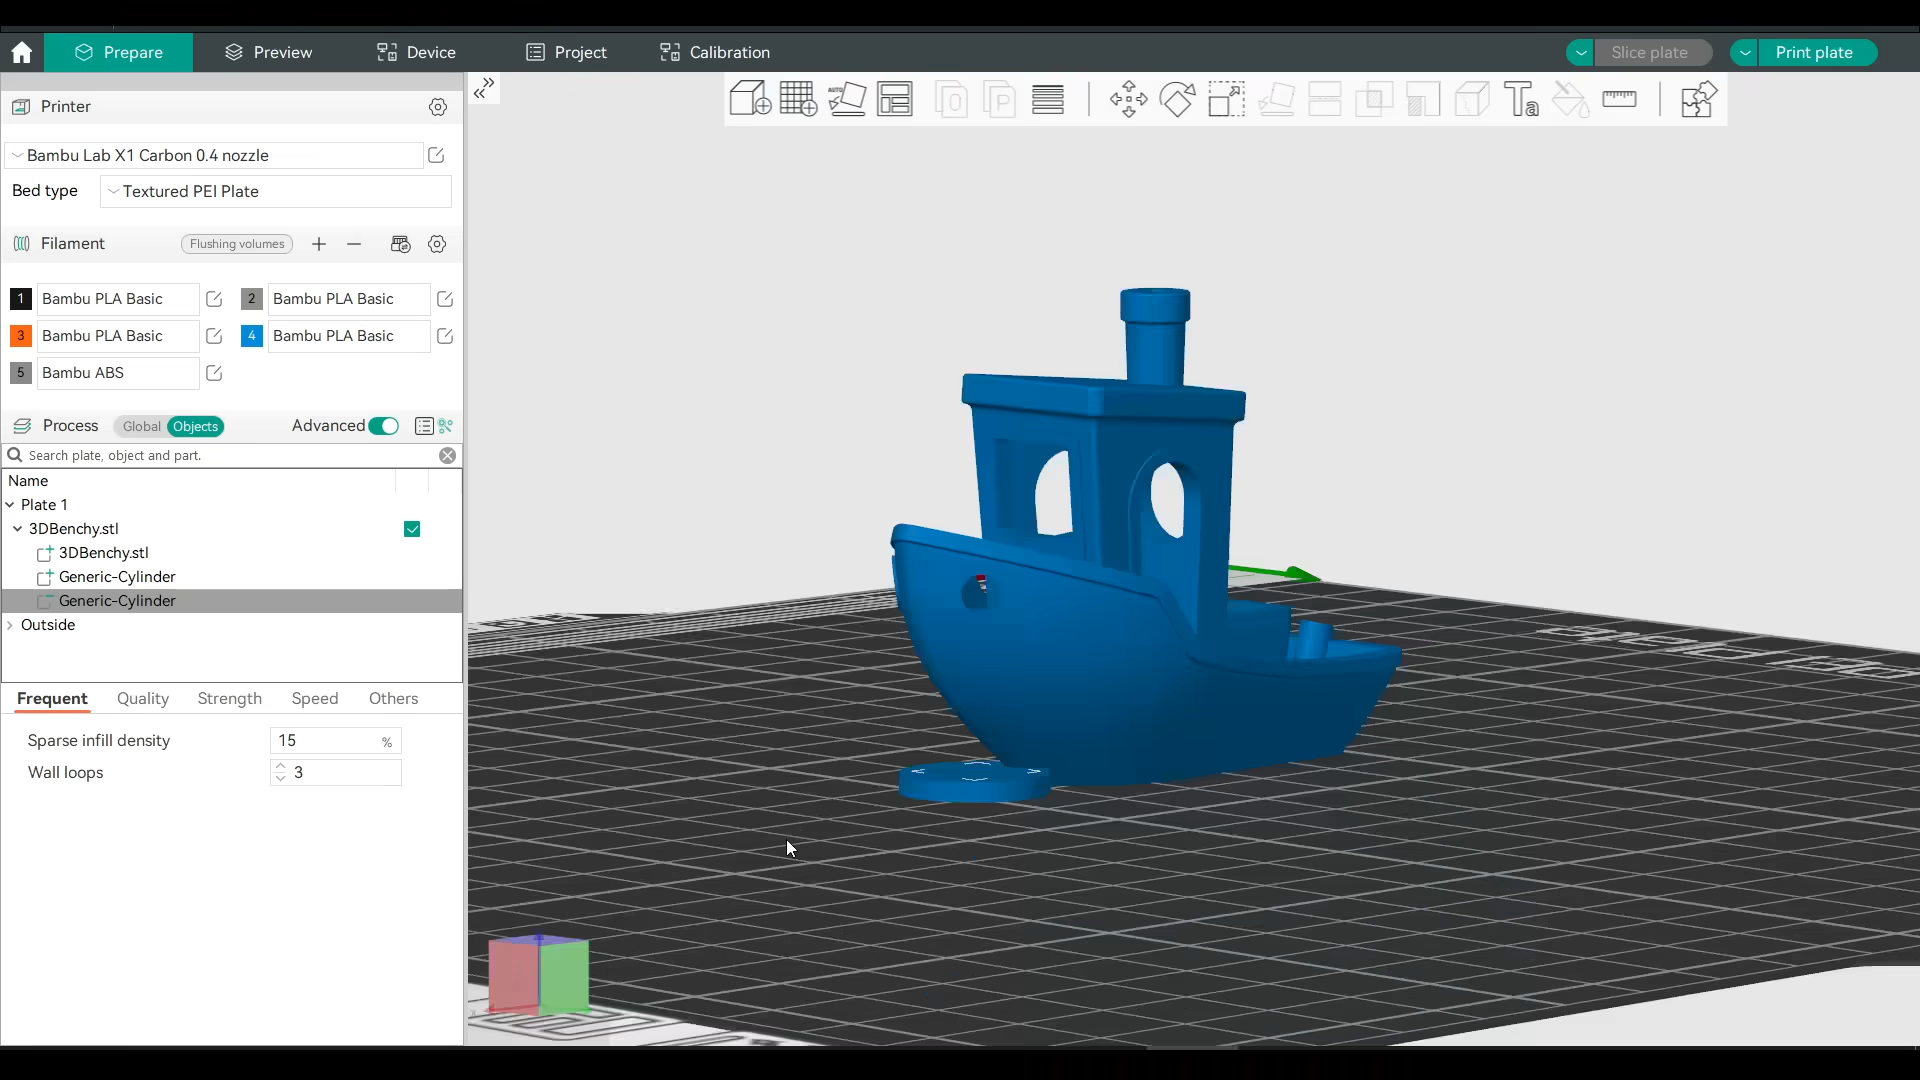 Prepare
Preview
Device
Project
Calibration
Slice plate
Print plate
Printer
AUTO
Ta
Bambu Lab X1 Carbon 0.4 nozzle
Bed type
Textured PEI Plate
Filament
Flushing volumes
1 Bambu PLA Basic
2 Bambu PLA Basic
3 Bambu PLA Basic
4 Bambu PLA Basic
5 Bambu ABS
Process
Global
Objects
Advanced
Search plate, object and part.
Name
Plate 1
3DBenchy.stl
3DBenchy.stl
Generic-Cylinder
Generic-Cylinder
Outside
Frequent
Quality
Strength
Speed
Others
Sparse infill density
15 %
Wall loops
3